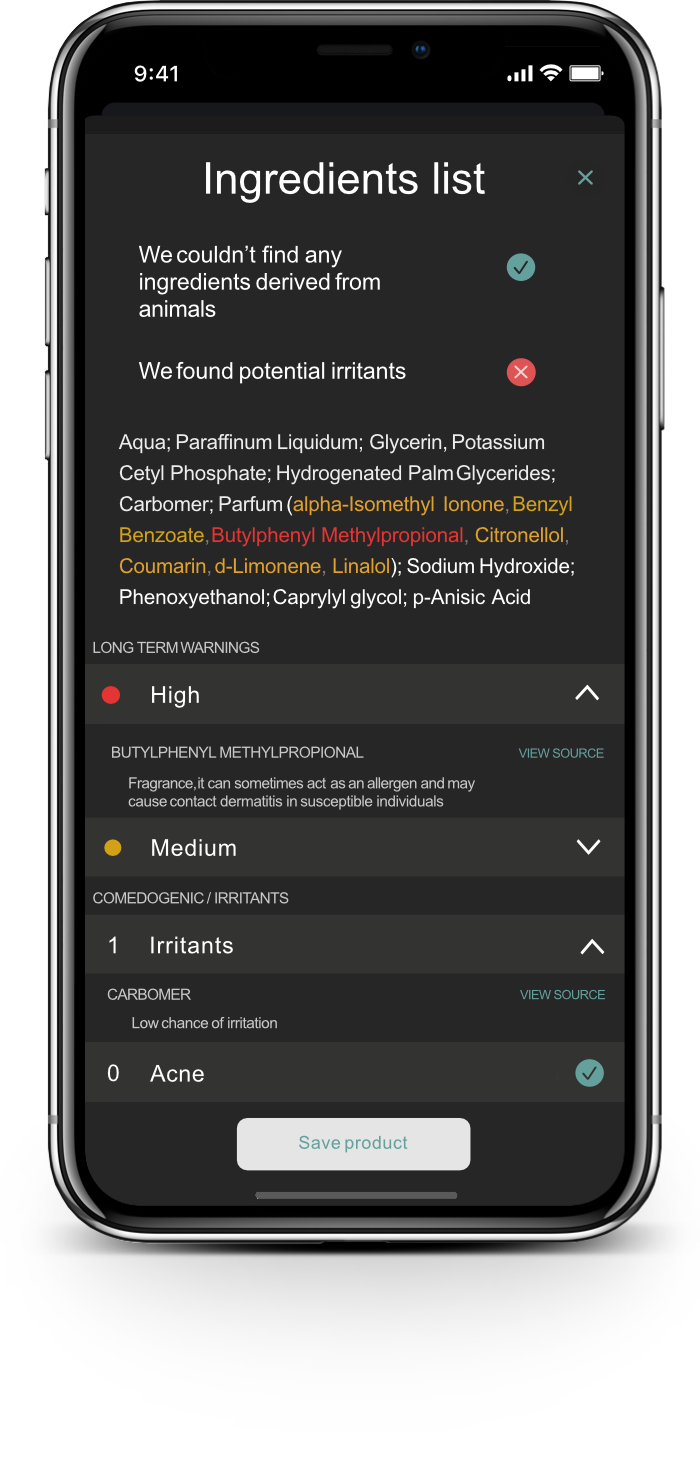 9:41
Ingredients list
We couldn’t find any
ingredients derived from
animals
We found potential irritants
Aqua; Paraffinum Liquidum; Glycerin, Potassium
Cetyl Phosphate; Hydrogenated Palm Glycerides;
Carbomer; Parfum (alpha-Isomethyl Ionone, Benzyl
Benzoate, Butylphenyl Methylpropional, Citronellol,
Coumarin, d-Limonene, Linalol); Sodium Hydroxide;
Phenoxyethanol; Caprylyl glycol; p-Anisic Acid
LONG TERM WARNINGS
High
BUTYLPHENYL METHYLPROPIONAL VIEW SOURCE
Fragrance, it can sometimes act as an allergen and may
cause contact dermatitis in susceptible individuals
Medium
COMEDOGENIC / IRRITANTS
1 Irritants
CARBOMER VIEW SOURCE
Low chance of irritation
0 Acne
Save product